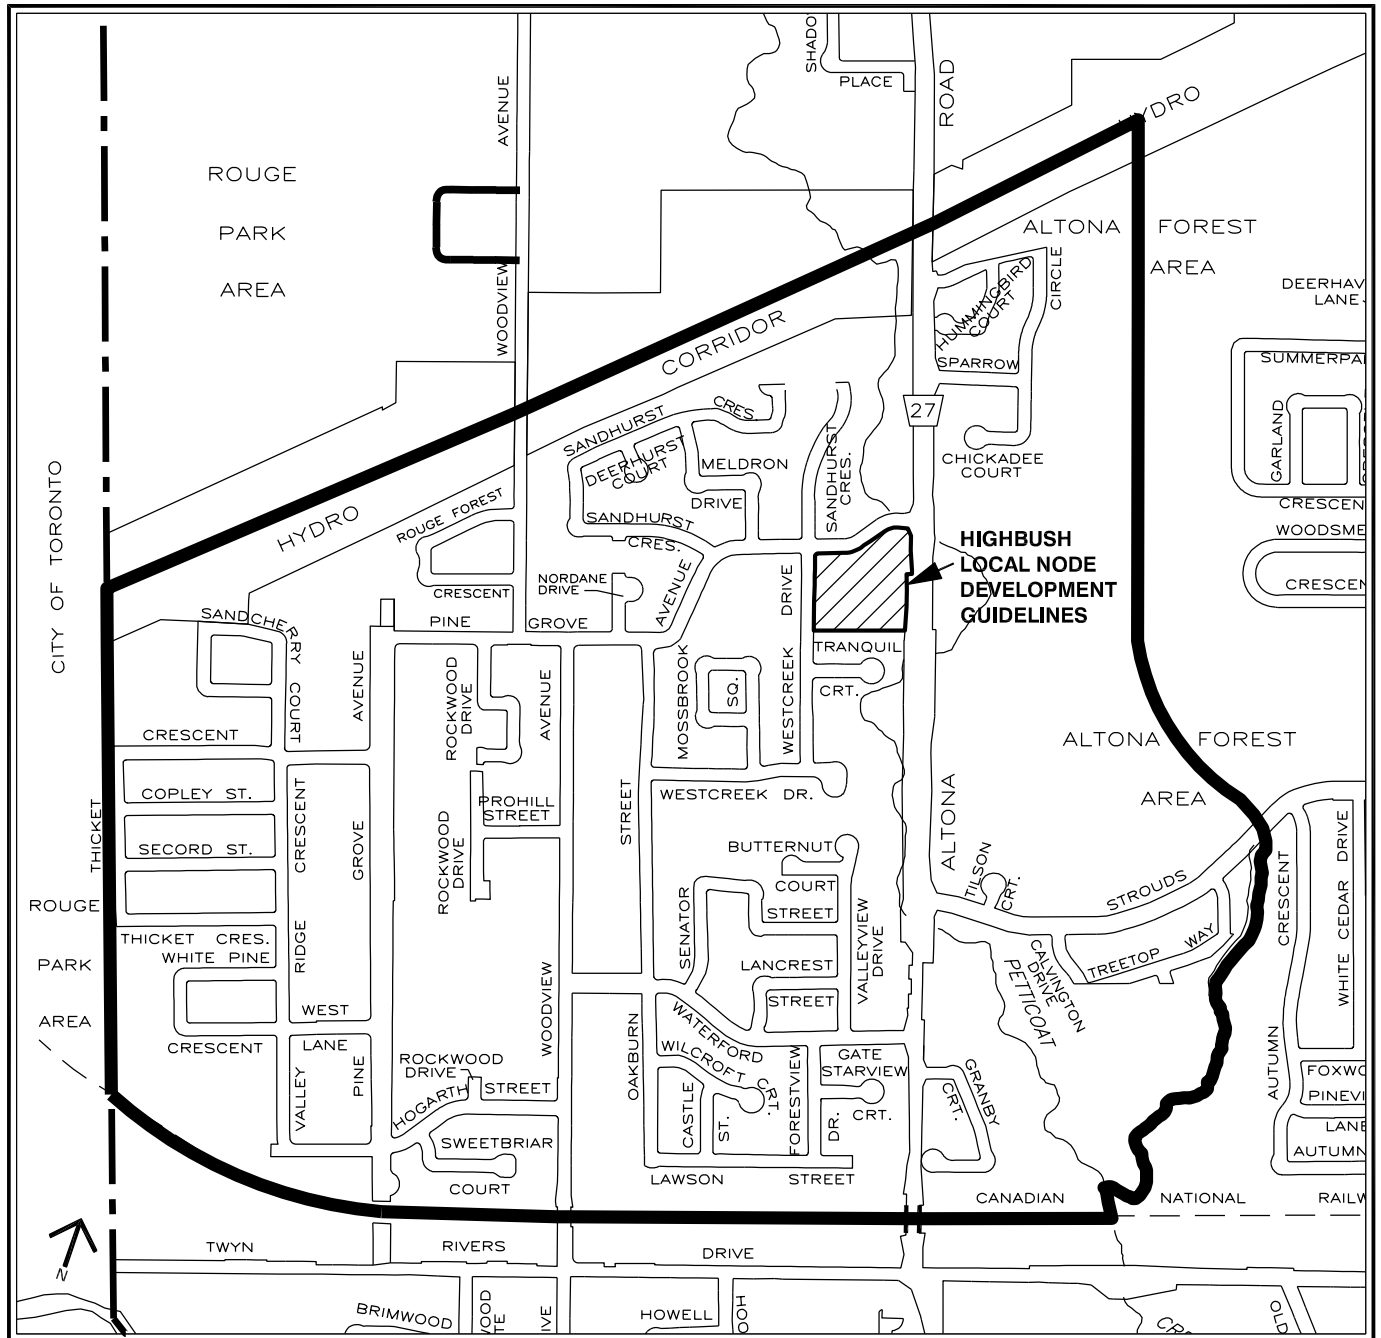 SHADO
PLACE
ROAD
AVENUE
HYDRO
ROUGE
PARK
AREA
WOODVIEW
ALTONA FOREST
AREA
CIRCLE
HUMMINGBIRD
COURT
DEERHAV
LANE
CORRIDOR
SPARROW
SUMMERPA
27
SANDHURST
CRES.
GARLAND
DEERHURST
COURT
MELDRON
DRIVE
SANDHURST
CRES.
CHICKADEE
COURT
CRESCEN
CITY OF TORONTO
HYDRO
ROUGE FOREST
CRESCENT
SANDHURST
CRES.
WOODSME
CRESCEN
HIGHBUSH
LOCAL NODE
DEVELOPMENT
GUIDELINES
NORDANE
DRIVE
AVENUE
DRIVE
PINE GROVE
SANDCHERRY COURT
TRANQUIL
CRT.
AVENUE
ROCKWOOD
DRIVE
AVENUE
MOSSBROOK
SQ.
WESTCREEK
CRESCENT
ALTONA FOREST
AREA
COPLEY ST.
THICKET
CRESCENT
PROHILL
STREET
STREET
WESTCREEK DR.
ALTONA
SECORD ST.
GROVE
ROCKWOOD
DRIVE
BUTTERNUT
COURT
TILSON
CRT.
STROUDS
CRESCENT
WHITE CEDAR DRIVE
ROUGE
PARK
AREA
THICKET CRES.
WHITE PINE
RIDGE
SENATOR
STREET
LANCREST
STREET
VALLEYVIEW
DRIVE
CALVINGTON
DRIVE
PETTICOAT
TREETOP WAY
WEST
LANE
CRESCENT
VALLEY
PINE
WOODVIEW
OAKBURN
WATERFORD
WILCROFT CRT.
GATE
STARVIEW
CRT.
ROCKWOOD
DRIVE
HOGARTH STREET
CASTLE
ST.
FORESTVIEW
DR.
GRANBY
CRT.
AUTUMN
FOXWO
PINEVI
LANE
AUTUMN
SWEETBRIAR
COURT
LAWSON STREET
CANADIAN NATIONAL RAILW
N
TWYN RIVERS DRIVE
BRIMWOOD
HOWELL